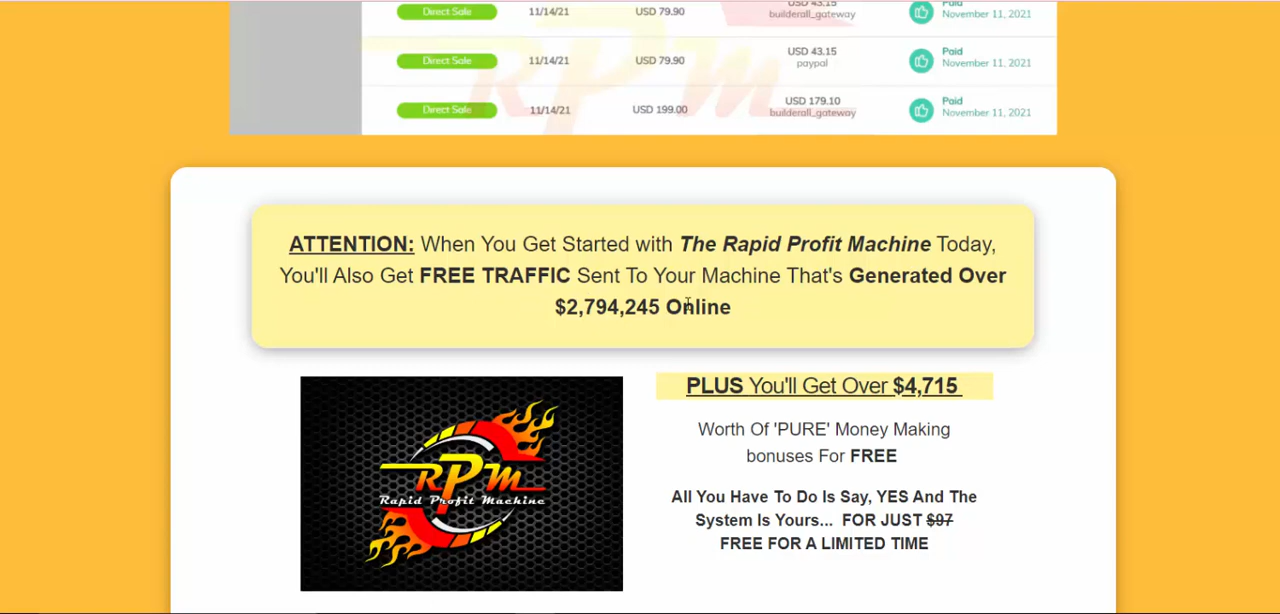 Direct Sale 11/14/21 USD 79.90 USD 43.15 builderall_gateway Paid November 11, 2021
Direct Sale 11/14/21 USD 79.90 USD 43.15 paypal Paid November 11, 2021
Direct Sale 11/14/21 USD 199.00 USD 179.10 builderall_gateway Paid November 11, 2021
RPM
ATTENTION: When You Get Started with The Rapid Profit Machine Today,
You'll Also Get FREE TRAFFIC Sent To Your Machine That's Generated Over
$2,794,245 Online
RPM
Rapid Profit Machine
PLUS You'll Get Over $4,715
Worth Of 'PURE' Money Making
bonuses For FREE
All You Have To Do Is Say, YES And The
System Is Yours... FOR JUST $97
FREE FOR A LIMITED TIME